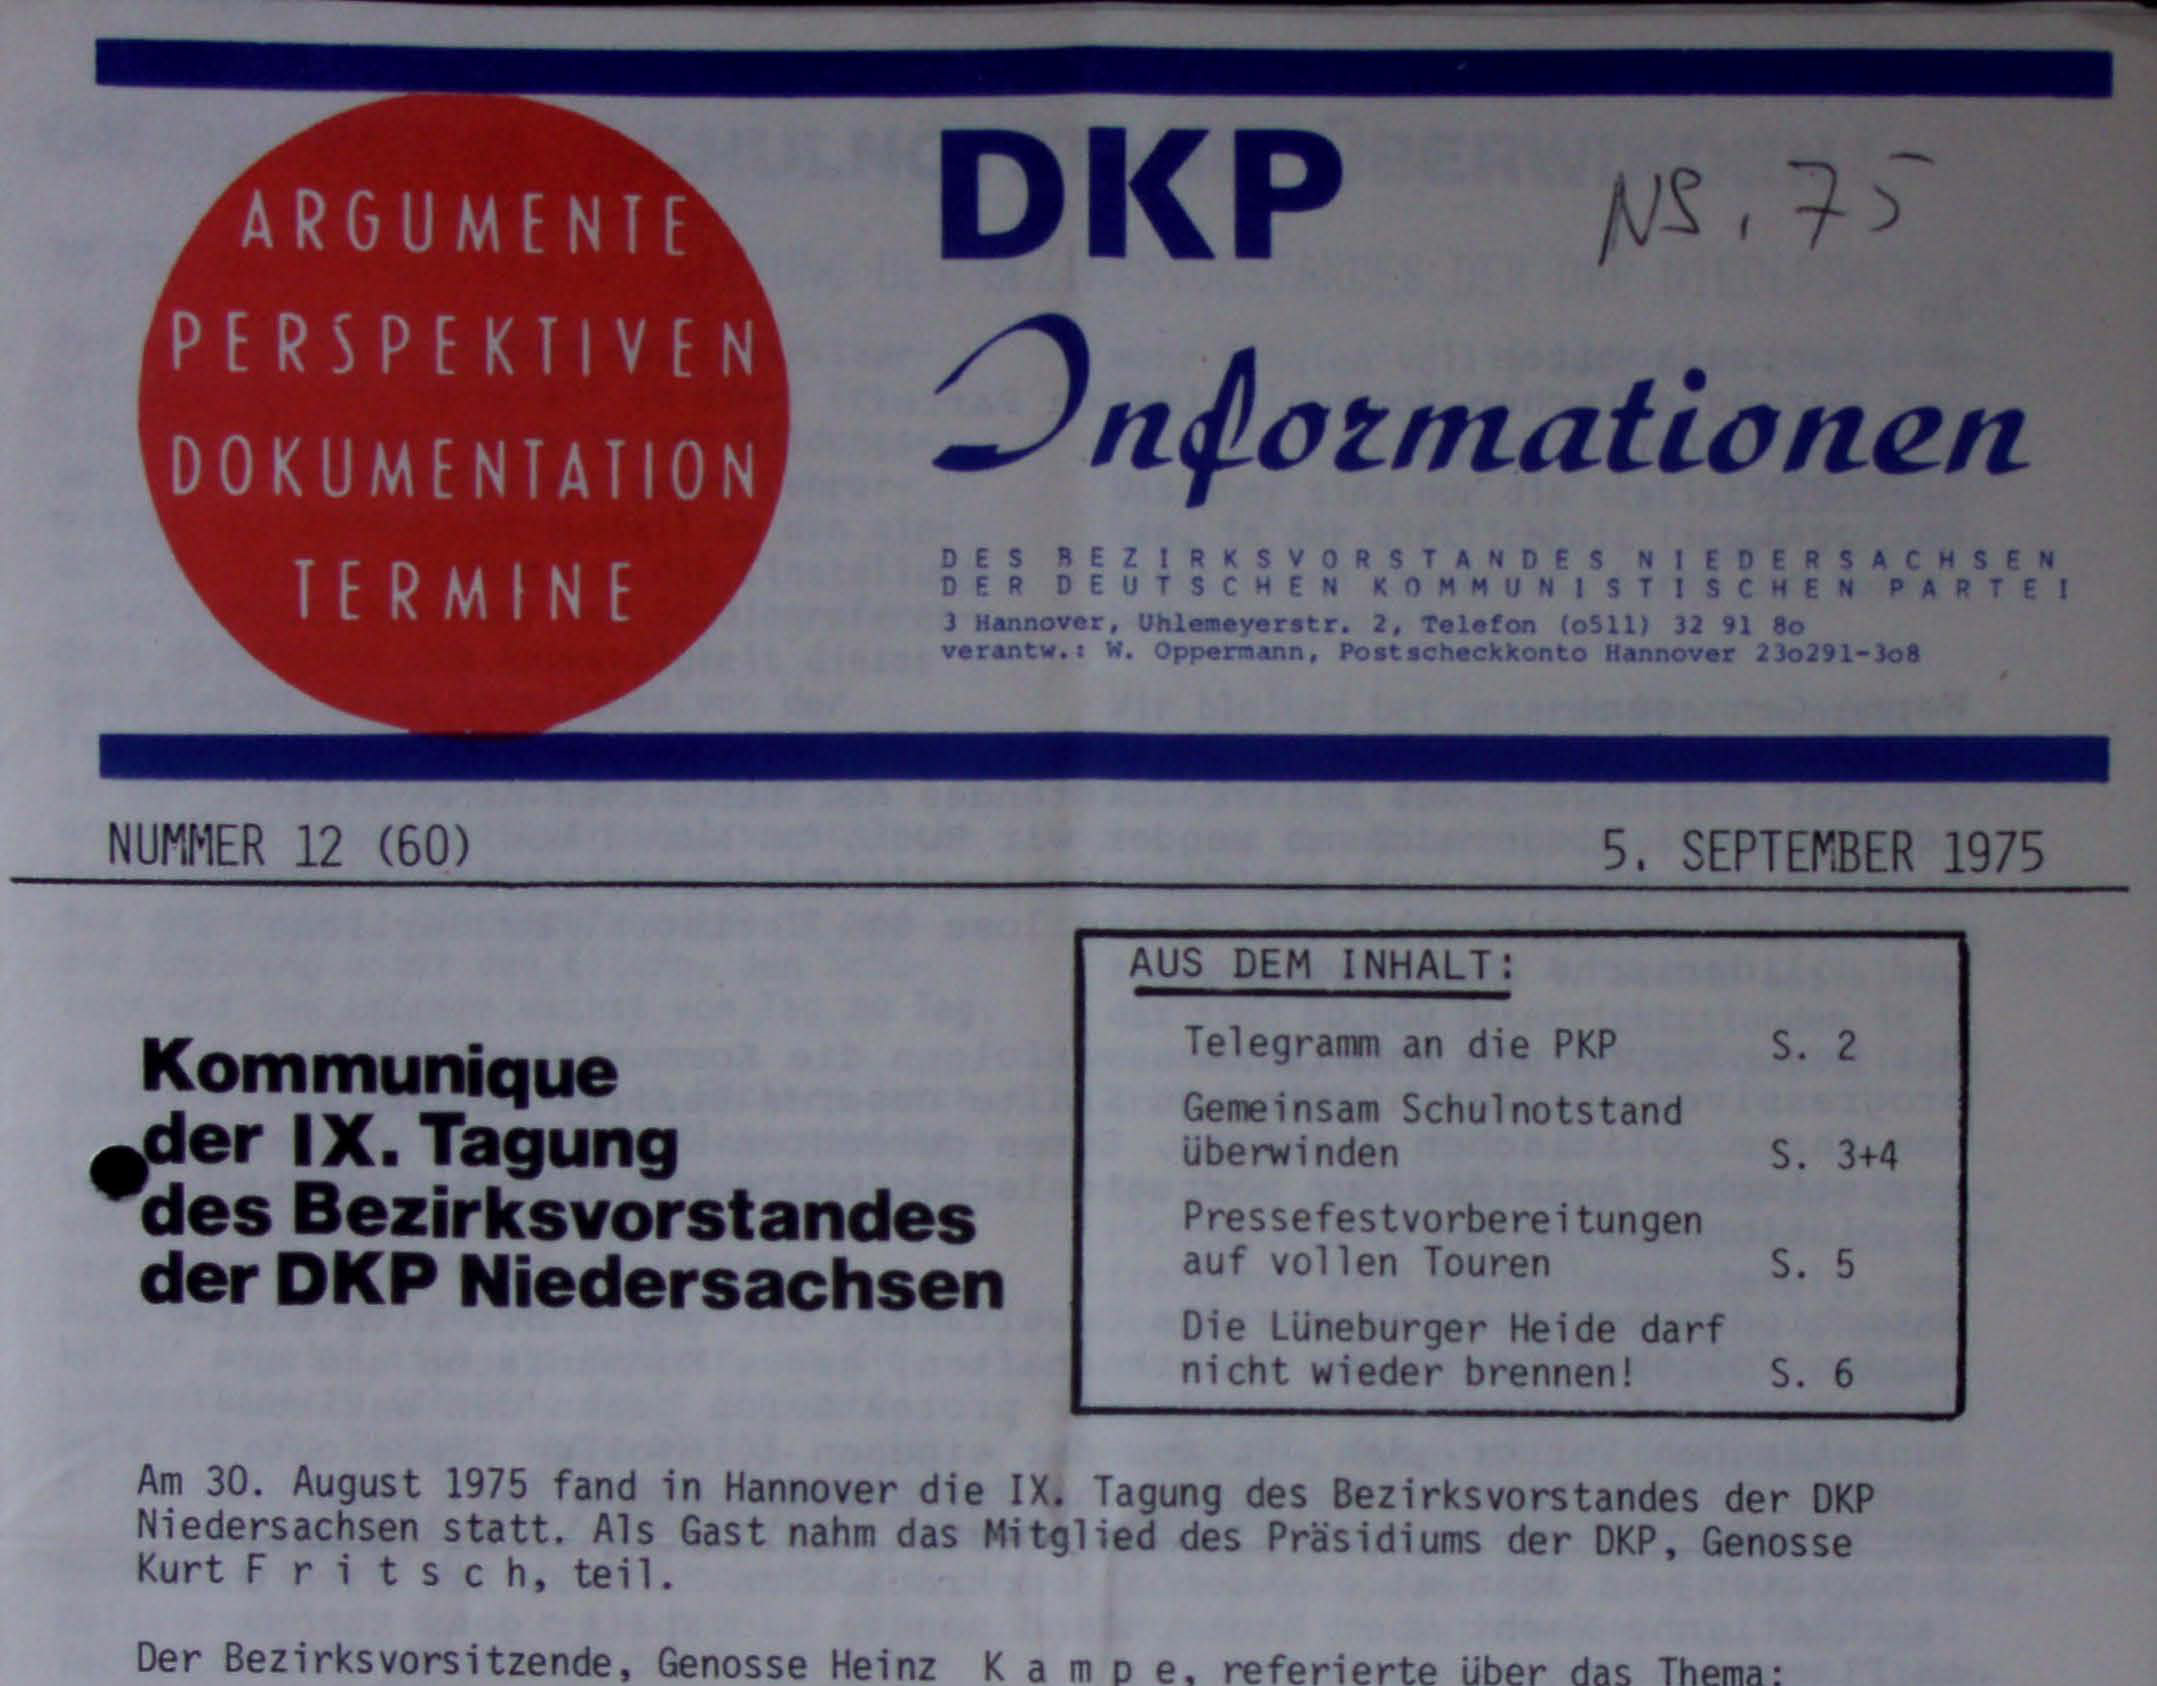 ARGUMENTE
PERSPEKTIVEN
DOKUMENTATION
TERMINE
DKP
NS. 75
Informationen
DES BEZIRKSVORSTANDES NIEDERSACHSEN
DER DEUTSCHEN KOMMUNISTISCHEN PARTEI
3 Hannover, Uhlemeyerstr. 2, Telefon (o511) 32 91 8o
verantw.: W. Oppermann, Postscheckkonto Hannover 23o291-3o8
NUMMER 12 (60)
5. SEPTEMBER 1975
Kommunique
der IX. Tagung
des Bezirksvorstandes
der DKP Niedersachsen
AUS DEM INHALT:
Telegramm an die PKP S. 2
Gemeinsam Schulnotstand
überwinden S. 3+4
Pressefestvorbereitungen
auf vollen Touren S. 5
Die Lüneburger Heide darf
nicht wieder brennen! S. 6
Am 30. August 1975 fand in Hannover die IX. Tagung des Bezirksvorstandes der DKP
Niedersachsen statt. Als Gast nahm das Mitglied des Präsidiums der DKP, Genosse
Kurt F r i t s c h, teil.
Der Bezirksvorsitzende, Genosse Heinz K a m p e, referierte über das Thema: